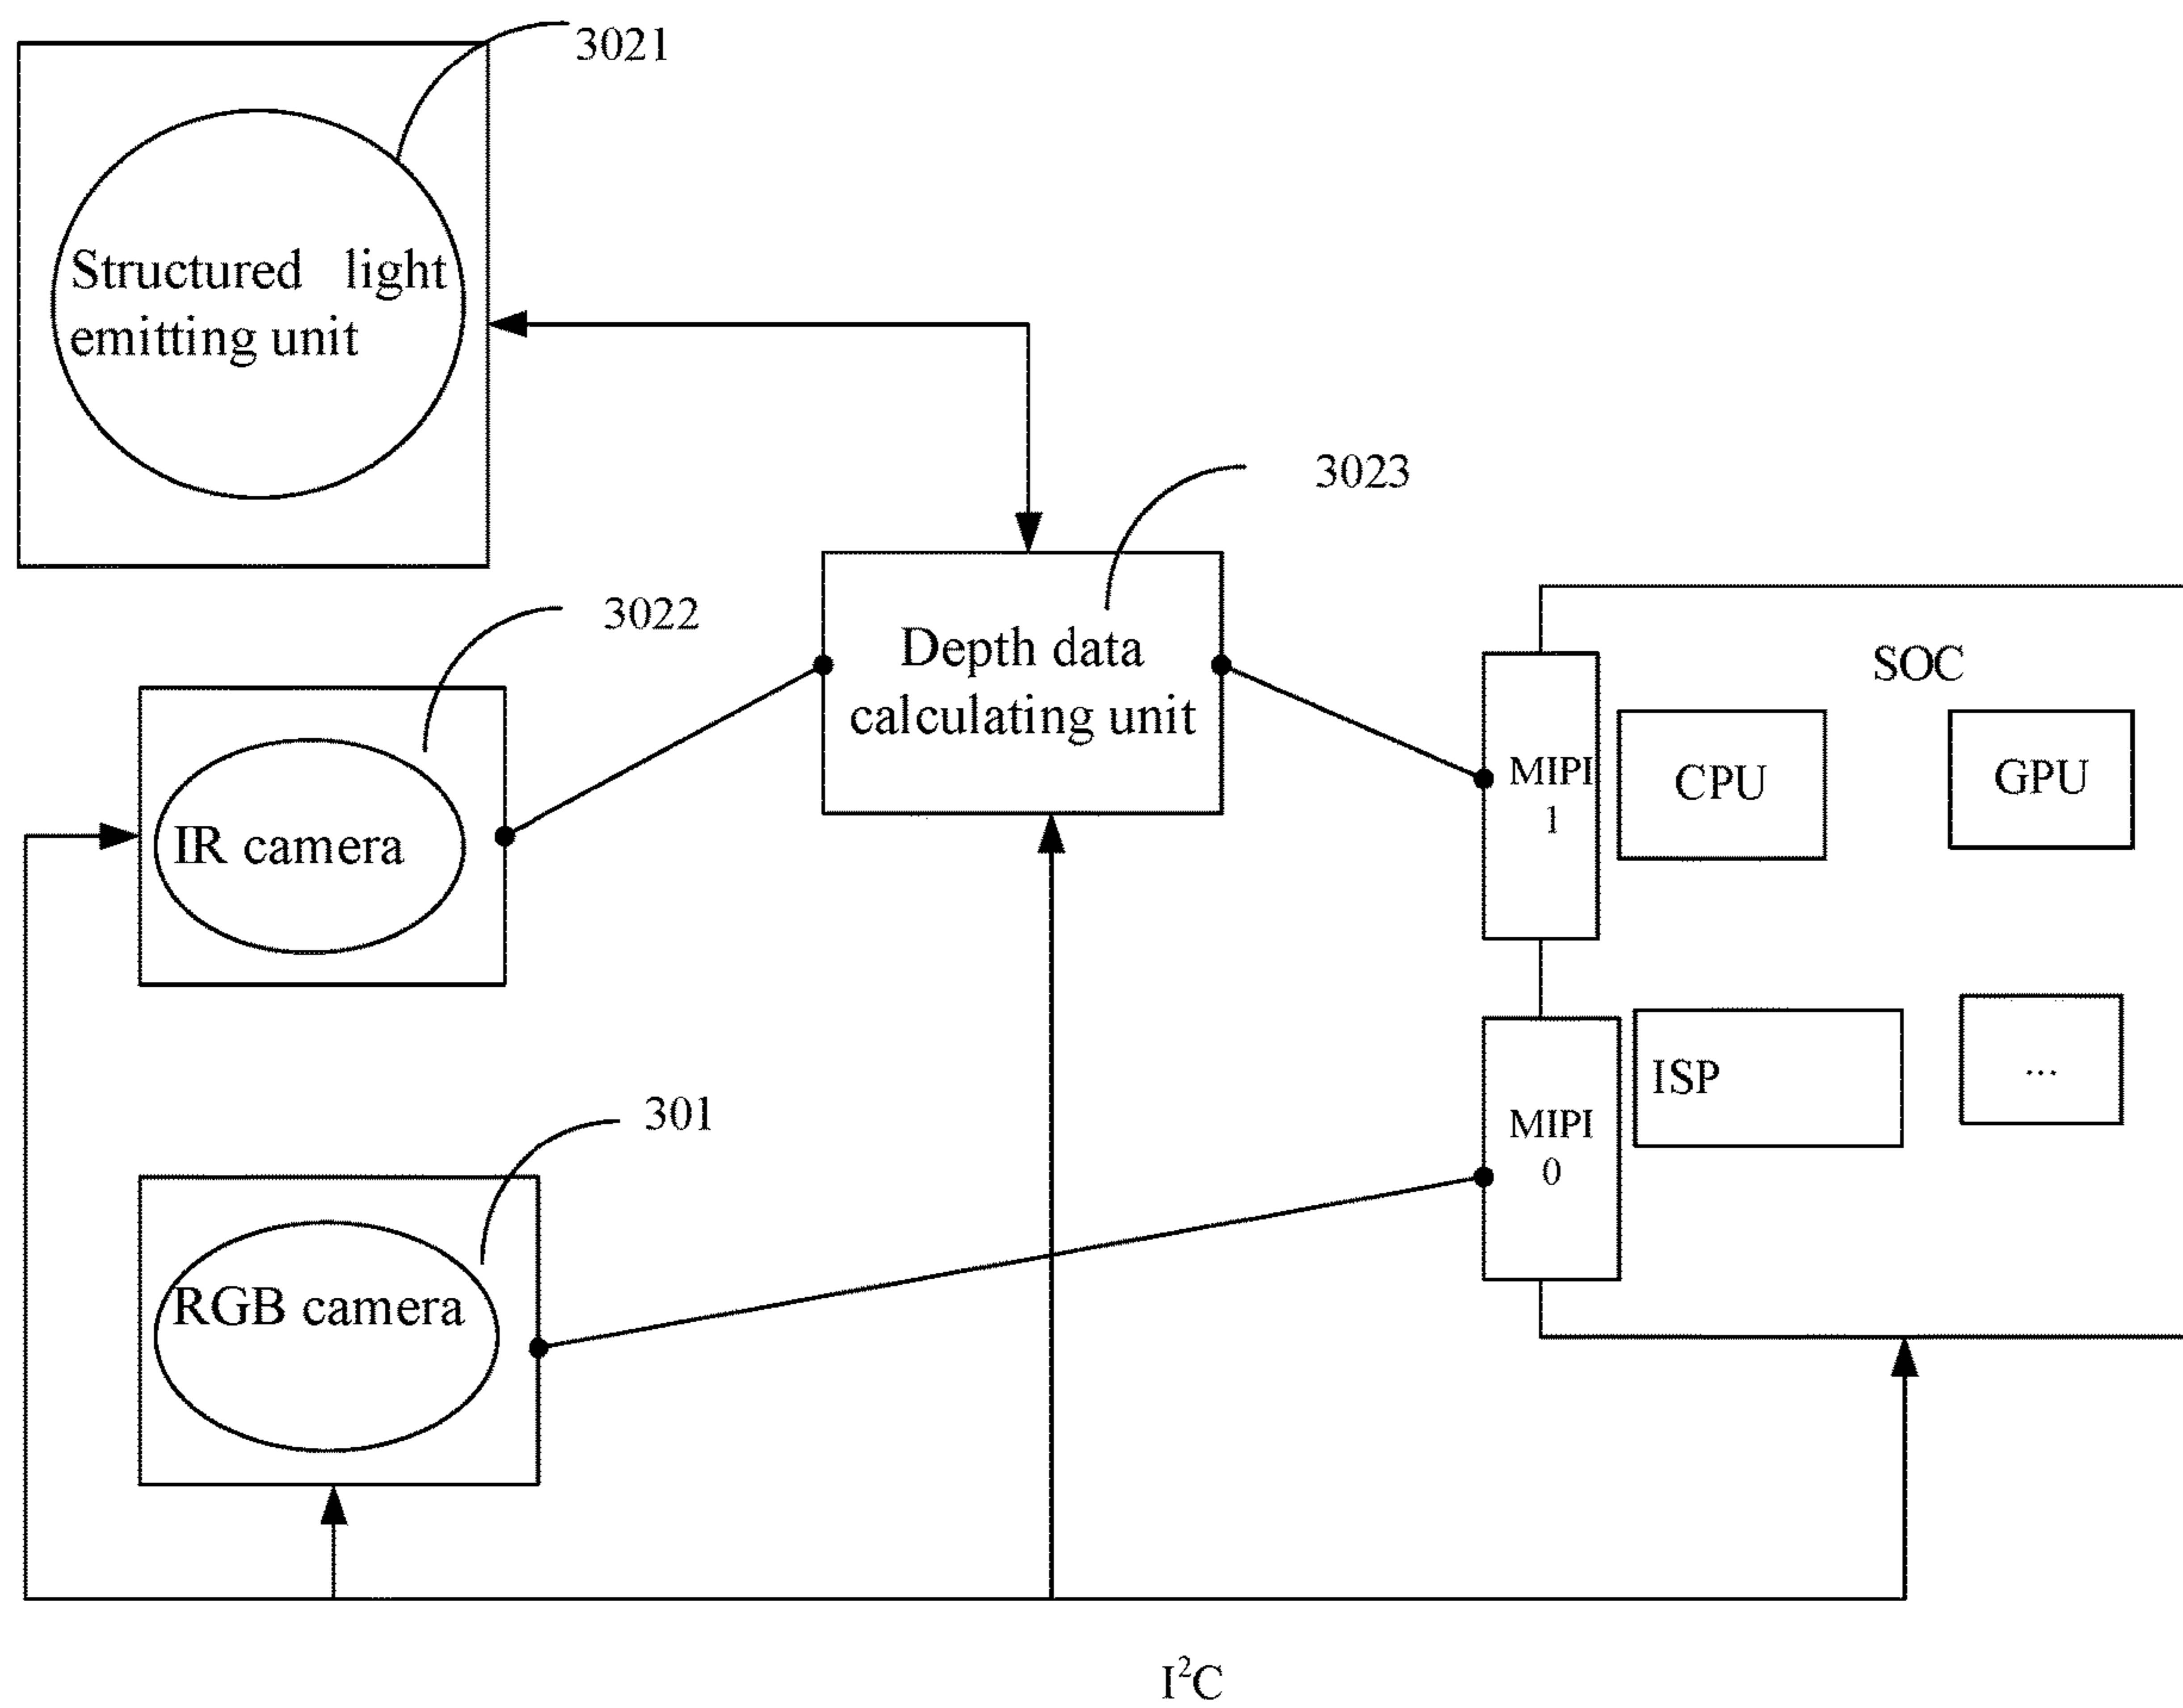 3021
Structured light
emitting unit
3023
3022
Depth data
calculating unit
SOC
MIPI
1
CPU
GPU
IR camera
301
MIPI
0
ISP
...
RGB camera
I²C